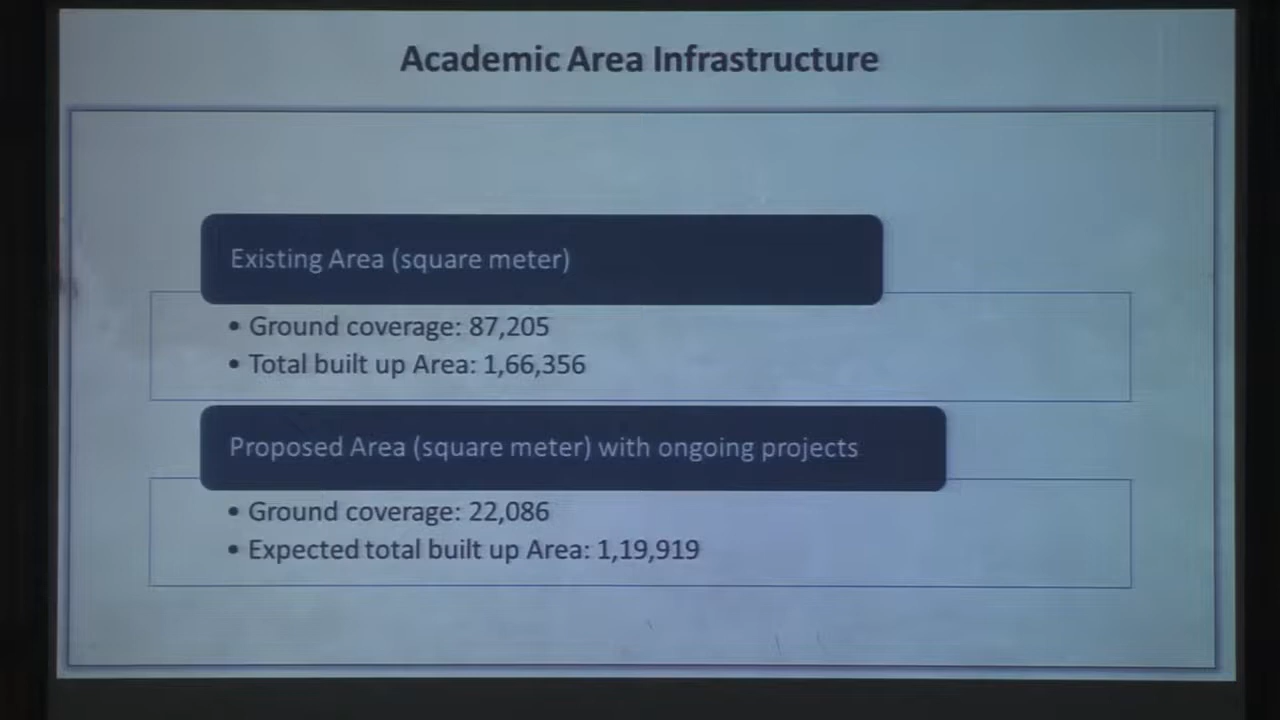 Academic Area Infrastructure
Existing Area (square meter)
• Ground coverage: 87,205
• Total built up Area: 1,66,356
Proposed Area (square meter) with ongoing projects
• Ground coverage: 22,086
• Expected total built up Area: 1,19,919